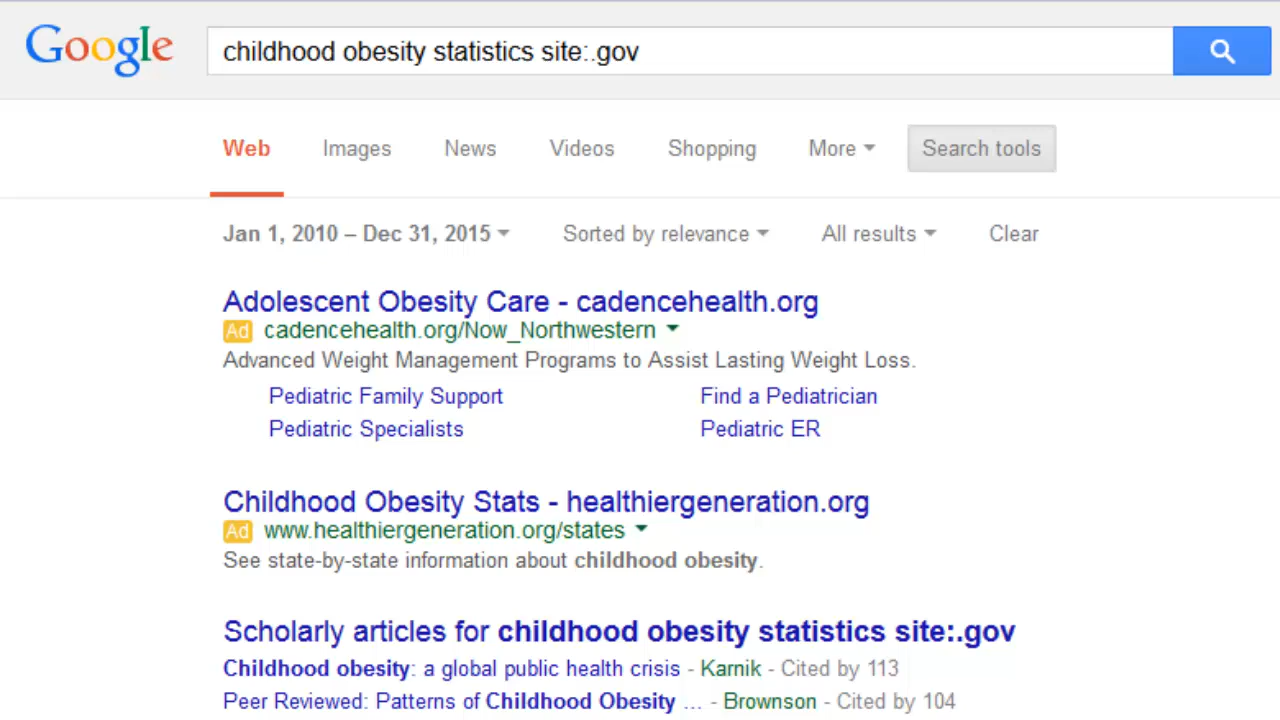 Google childhood obesity statistics site:.gov
Web Images News Videos Shopping More Search tools
Jan 1, 2010 – Dec 31, 2015 Sorted by relevance All results Clear
Adolescent Obesity Care - cadencehealth.org
Ad cadencehealth.org/Now_Northwestern
Advanced Weight Management Programs to Assist Lasting Weight Loss.
Pediatric Family Support Find a Pediatrician
Pediatric Specialists Pediatric ER
Childhood Obesity Stats - healthiergeneration.org
Ad www.healthiergeneration.org/states
See state-by-state information about childhood obesity.
Scholarly articles for childhood obesity statistics site:.gov
Childhood obesity: a global public health crisis - Karnik - Cited by 113
Peer Reviewed: Patterns of Childhood Obesity ... - Brownson - Cited by 104